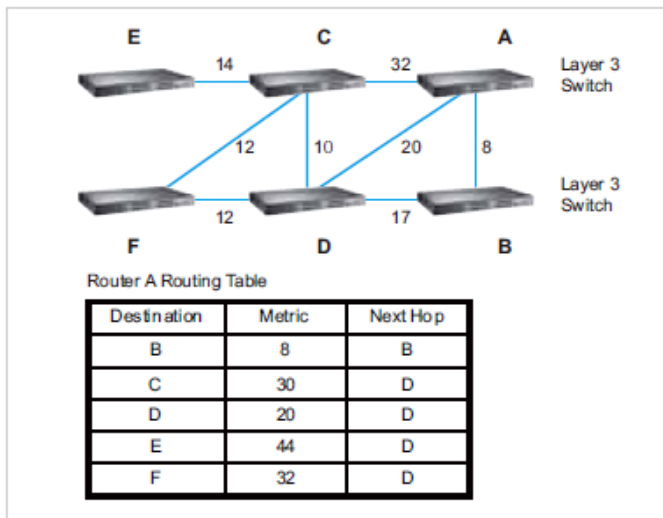 E C A
14 32 Layer 3
Switch
12 10 20 8
Layer 3
Switch
12 17
F D B
Router A Routing Table
Destination Metric Next Hop
B 8 B
C 30 D
D 20 D
E 44 D
F 32 D